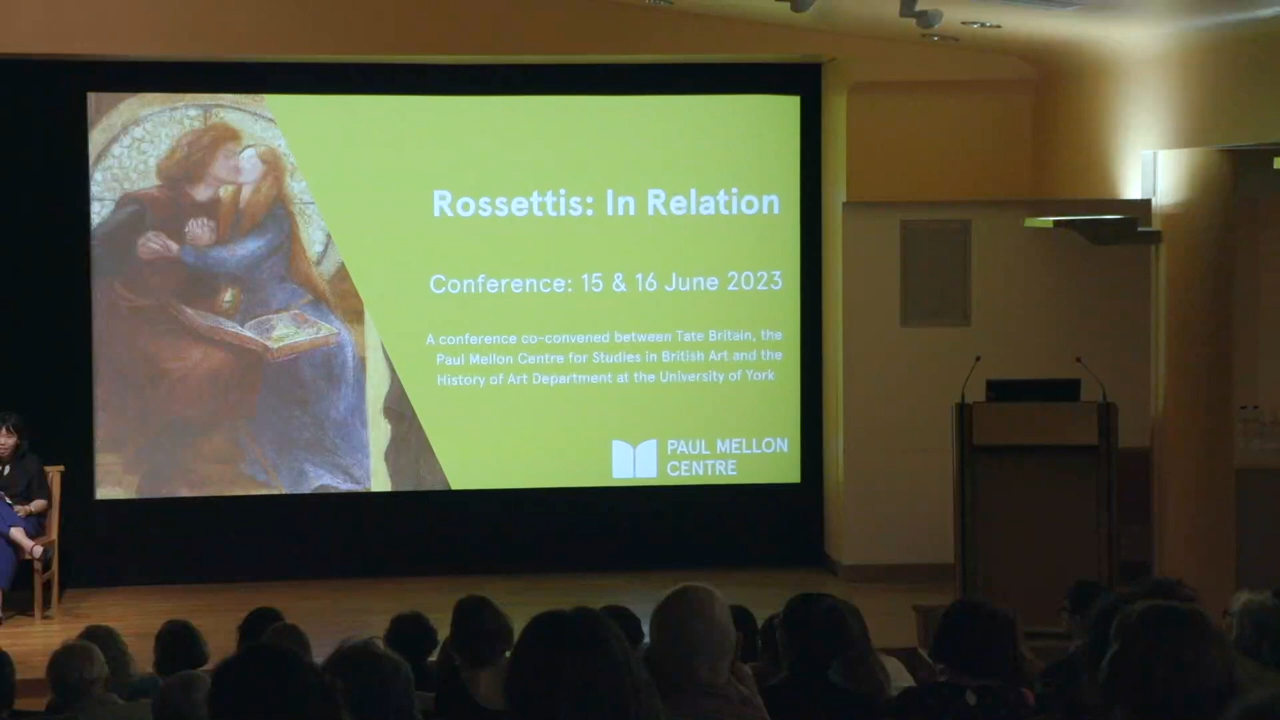 Rossettis: In Relation
Conference: 15 & 16 June 2023
A conference co-convened between Tate Britain, the
Paul Mellon Centre for Studies in British Art and the
History of Art Department at the University of York
PAUL MELLON
CENTRE